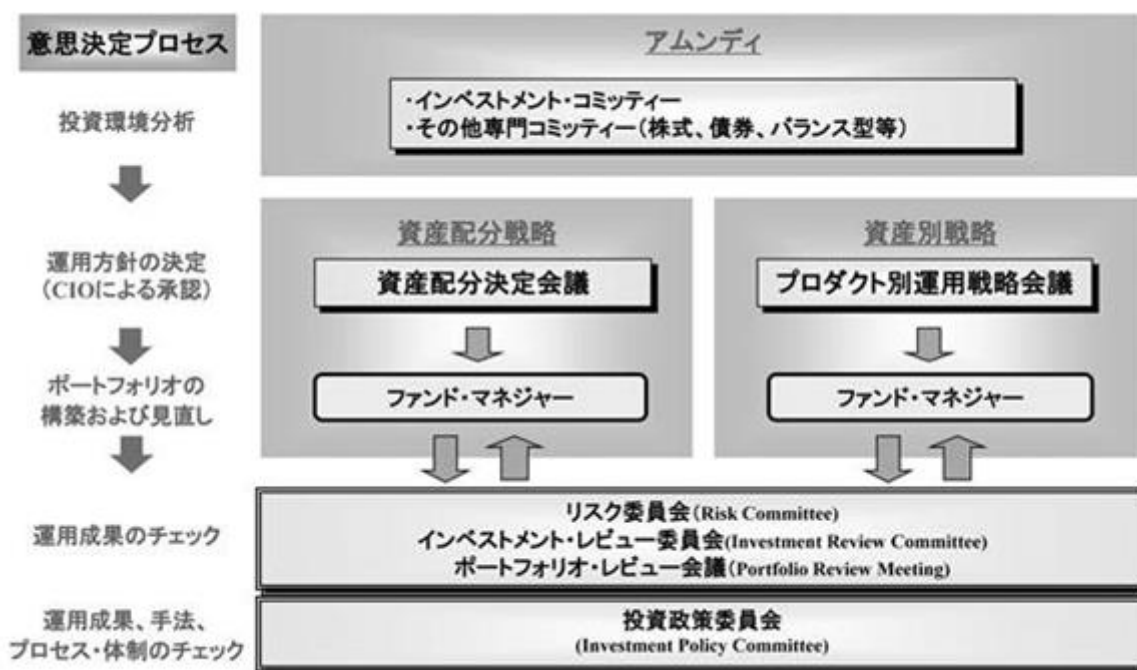 意思決定プロセス
アムンディ
・インベストメント・コミッティー
・その他専門コミッティー(株式、債券、バランス型等)
投資環境分析
資産配分戦略
資産別戦略
運用方針の決定
(CIOによる承認)
資産配分決定会議
プロダクト別運用戦略会議
ポートフォリオの
構築および見直し
ファンド・マネジャー
ファンド・マネジャー
運用成果のチェック
リスク委員会(Risk Committee)
インベストメント・レビュー委員会(Investment Review Committee)
ポートフォリオ・レビュー会議(Portfolio Review Meeting)
運用成果、手法、
プロセス・体制のチェック
投資政策委員会
(Investment Policy Committee)